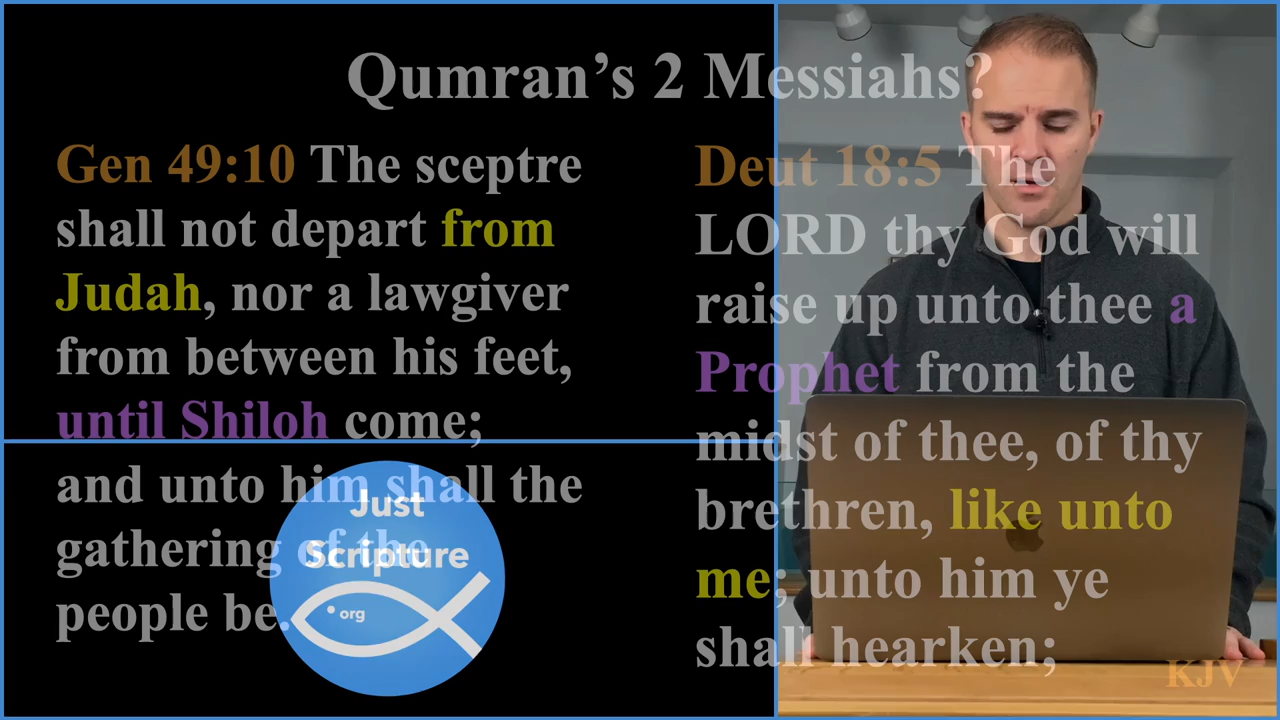 Qumran’s 2 Messiahs?
Gen 49:10 The sceptre
shall not depart from
Judah, nor a lawgiver
from between his feet,
until Shiloh come;
and unto him shall the
gathering of the
people be.
Deut 18:5 The
LORD thy God will
raise up unto thee a
Prophet from the
midst of thee, of thy
brethren, like unto
me; unto him ye
shall hearken;
KJV
Just
Scripture
org